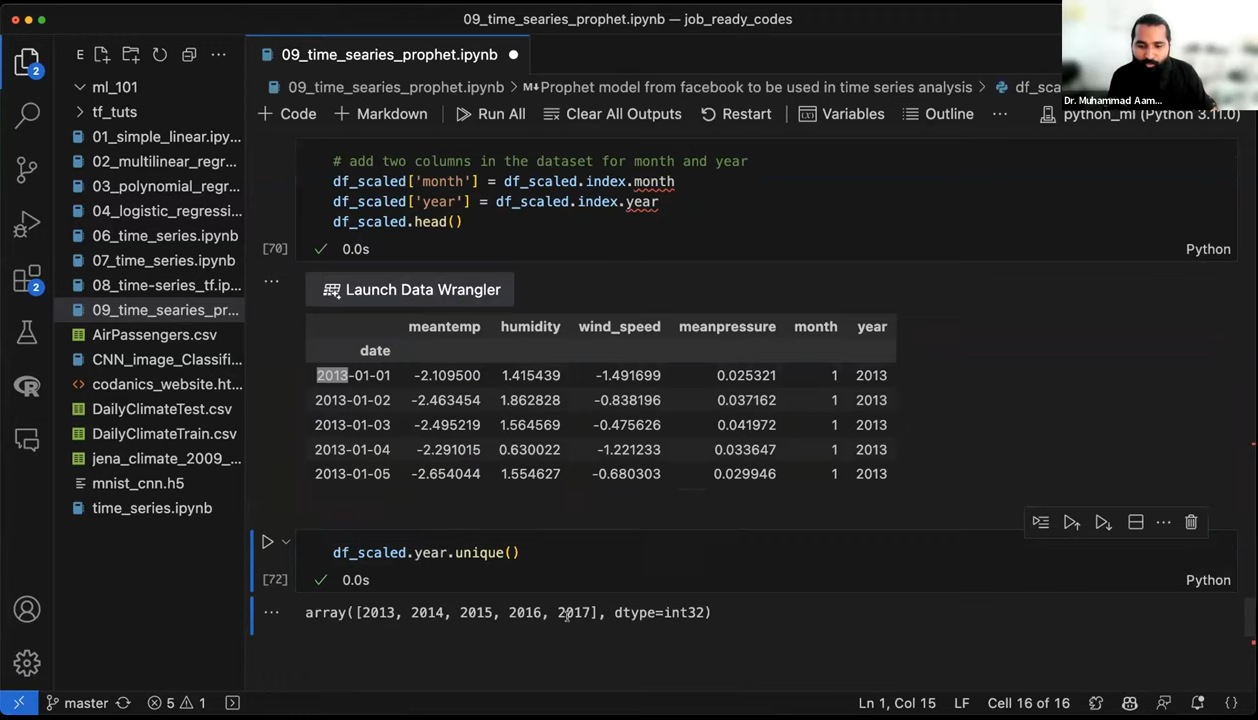 09_time_searies_prophet.ipynb — job_ready_codes
E
09_time_searies_prophet.ipynb
Dr. Muhammad Aam...
2
ml_101
tf_tuts
01_simple_linear.ipy...
02_multilinear_regr...
03_polynomial_regr...
04_logistic_regressi...
06_time_series.ipynb
07_time_series.ipynb
08_time-series_tf.ip...
09_time_searies_pr...
AirPassengers.csv
CNN_image_Classifi...
codanics_website.ht...
DailyClimateTest.csv
DailyClimateTrain.csv
jena_climate_2009_...
mnist_cnn.h5
time_series.ipynb
2
R
09_time_searies_prophet.ipynb > M↓Prophet model from facebook to be used in time series analysis > df_sca
+ Code + Markdown Run All Clear All Outputs Restart Variables Outline ... python_ml (Python 3.11.0)
# add two columns in the dataset for month and year
df_scaled['month'] = df_scaled.index.month
df_scaled['year'] = df_scaled.index.year
df_scaled.head()
[70] ✓ 0.0s Python
... Launch Data Wrangler
meantemp humidity wind_speed meanpressure month year
date
2013-01-01 -2.109500 1.415439 -1.491699 0.025321 1 2013
2013-01-02 -2.463454 1.862828 -0.838196 0.037162 1 2013
2013-01-03 -2.495219 1.564569 -0.475626 0.041972 1 2013
2013-01-04 -2.291015 0.630022 -1.221233 0.033647 1 2013
2013-01-05 -2.654044 1.554627 -0.680303 0.029946 1 2013
df_scaled.year.unique()
[72] ✓ 0.0s Python
... array([2013, 2014, 2015, 2016, 2017], dtype=int32)
master 5 1 Ln 1, Col 15 LF Cell 16 of 16 {}